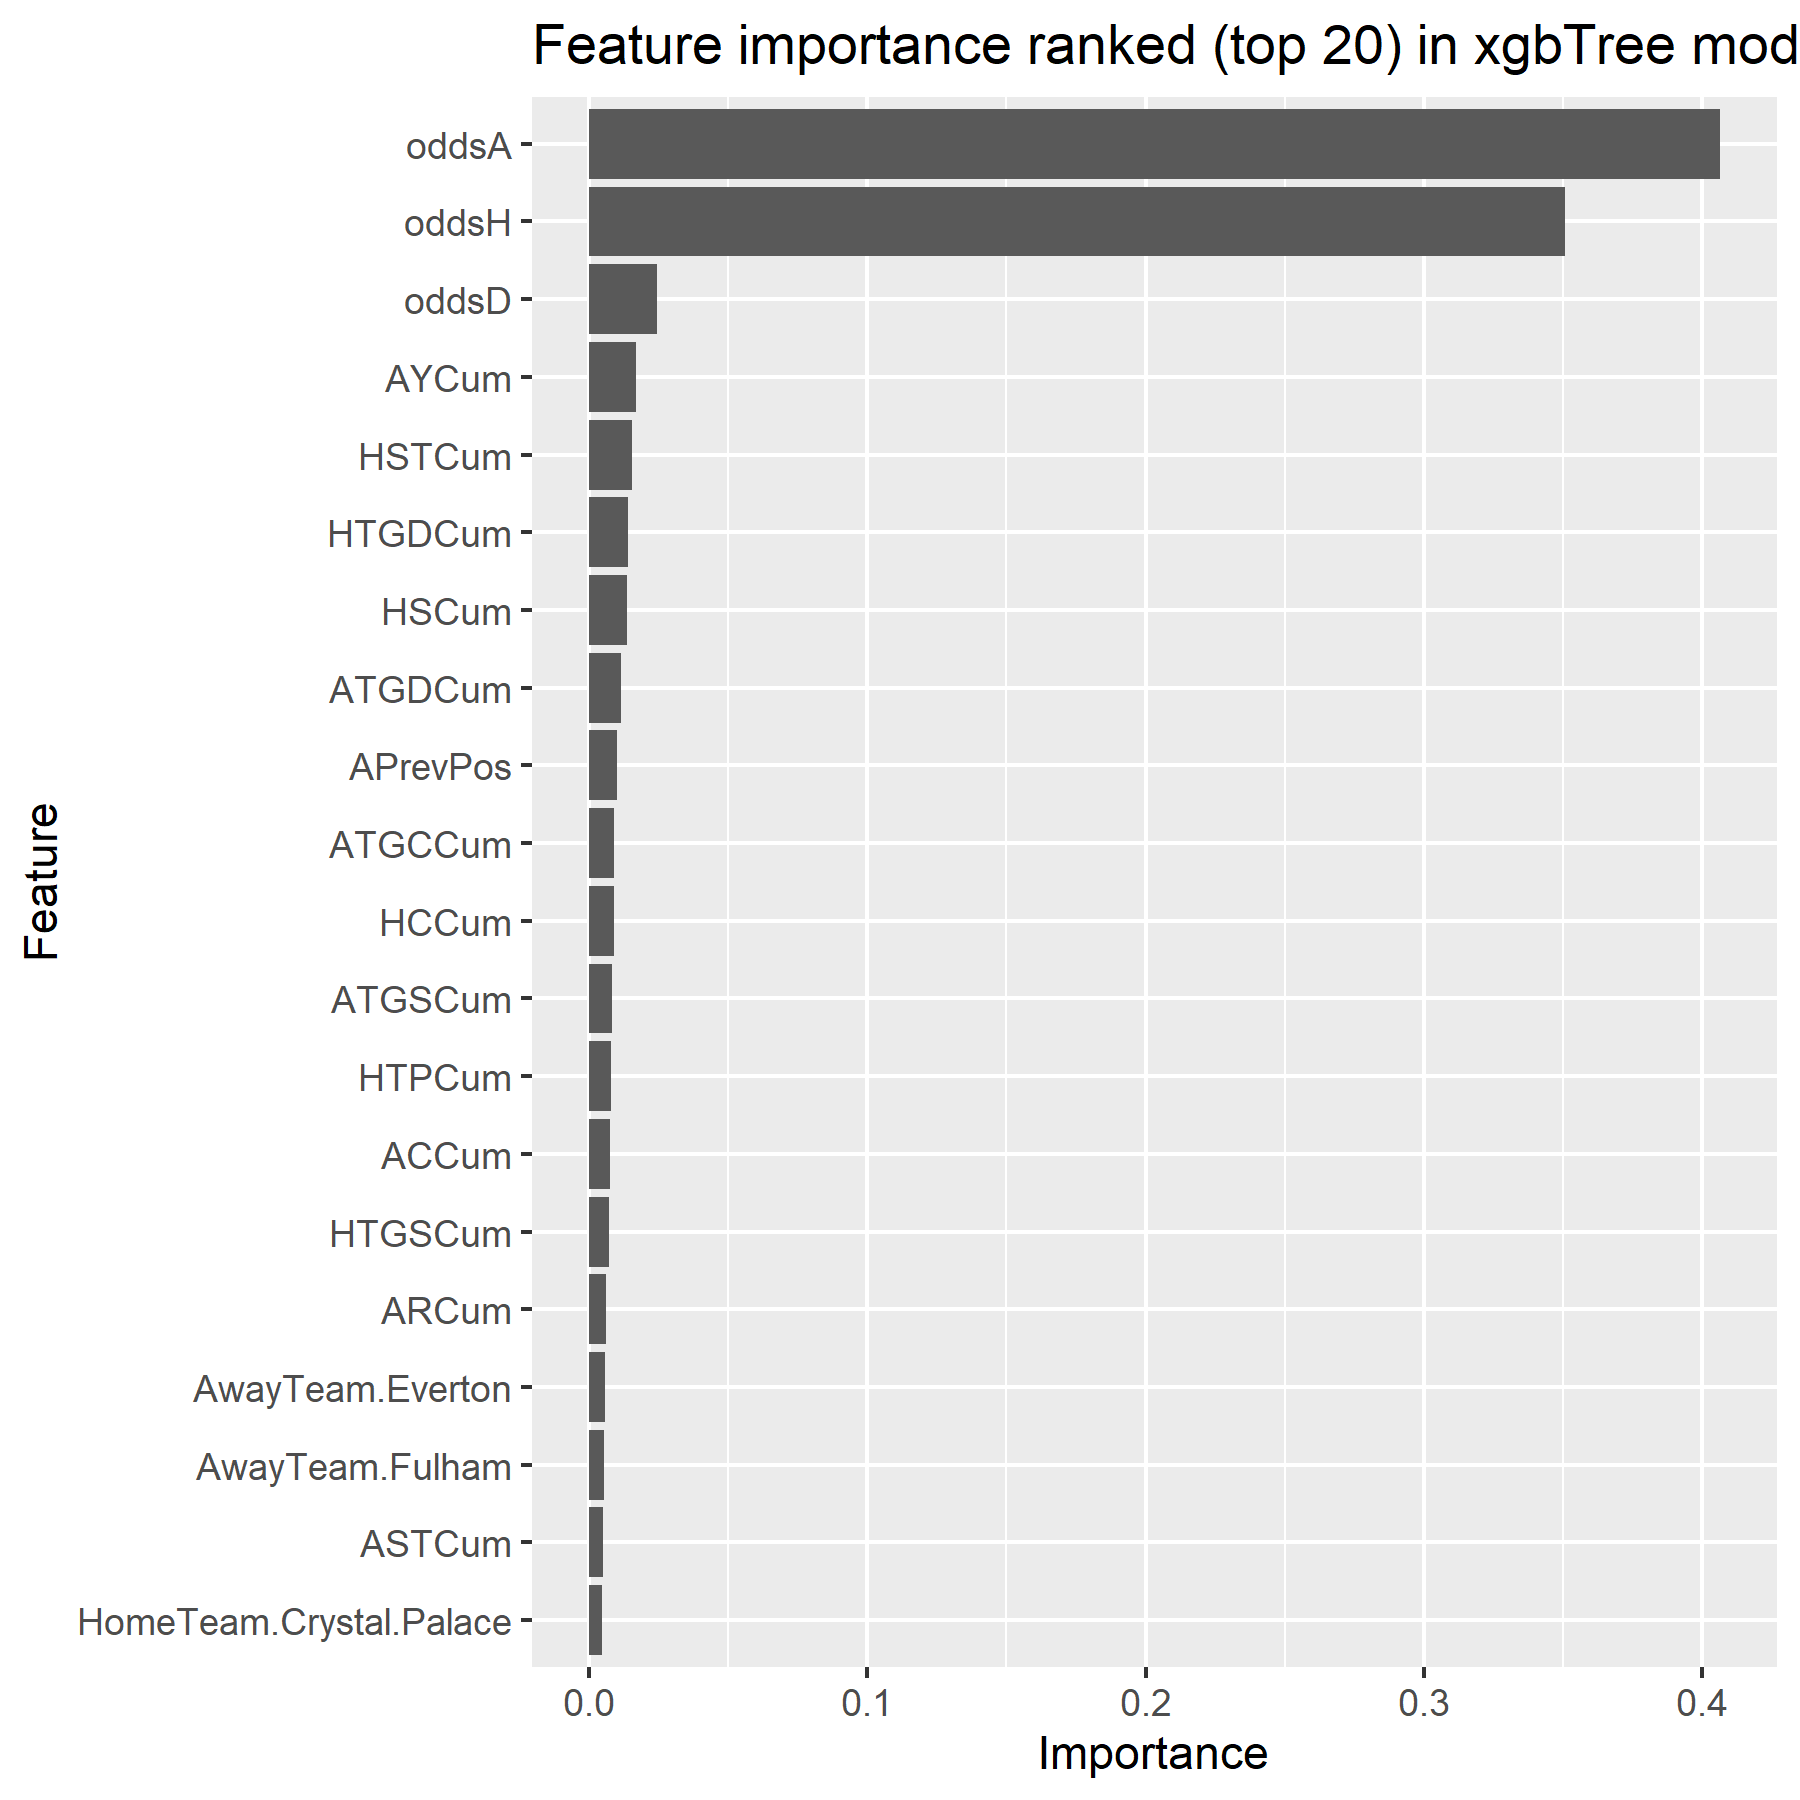 Feature importance ranked (top 20) in xgbTree mod
oddsA
oddsH
oddsD
AYCum
HSTCum
HTGDCum
HSCum
ATGDCum
APrevPos
ATGCCum
HCCum
ATGSCum
HTPCum
ACCum
HTGSCum
ARCum
AwayTeam.Everton
AwayTeam.Fulham
ASTCum
HomeTeam.Crystal.Palace
Feature
0.0 0.1 0.2 0.3 0.4
Importance